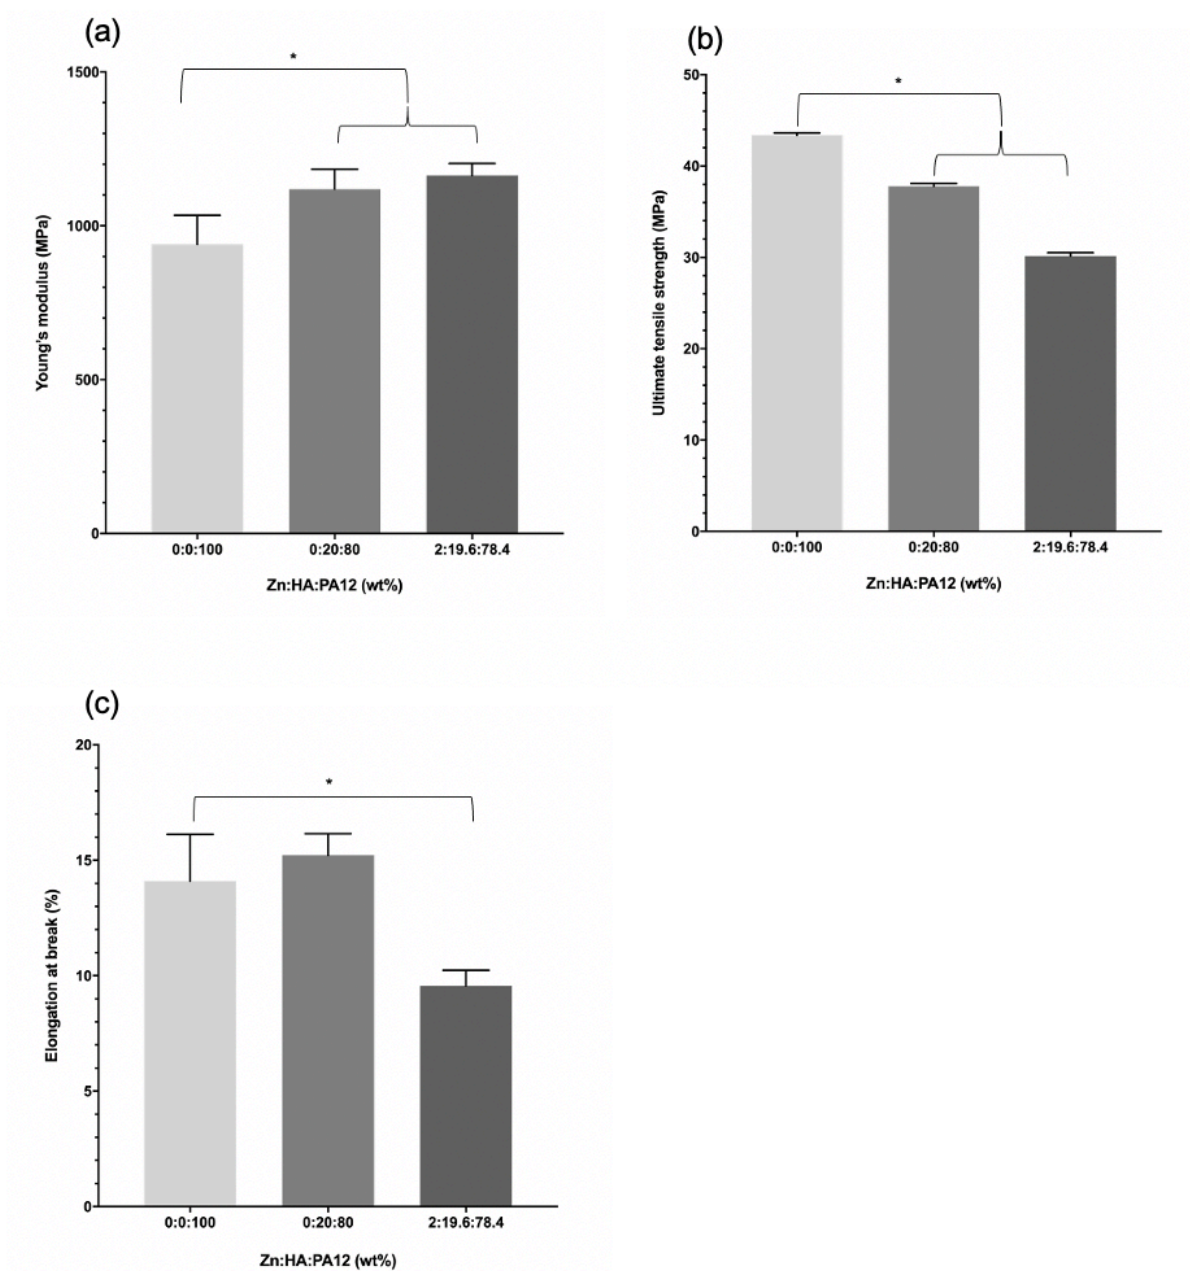 (a)
*
1500
1000
500
0
Young's modulus (MPa)
0:0:100 0:20:80 2:19.6:78.4
Zn:HA:PA12 (wt%)
(b)
*
50
40
30
20
10
0
Ultimate tensile strength (MPa)
0:0:100 0:20:80 2:19.6:78.4
Zn:HA:PA12 (wt%)
(c)
*
20
15
10
5
0
Elongation at break (%)
0:0:100 0:20:80 2:19.6:78.4
Zn:HA:PA12 (wt%)